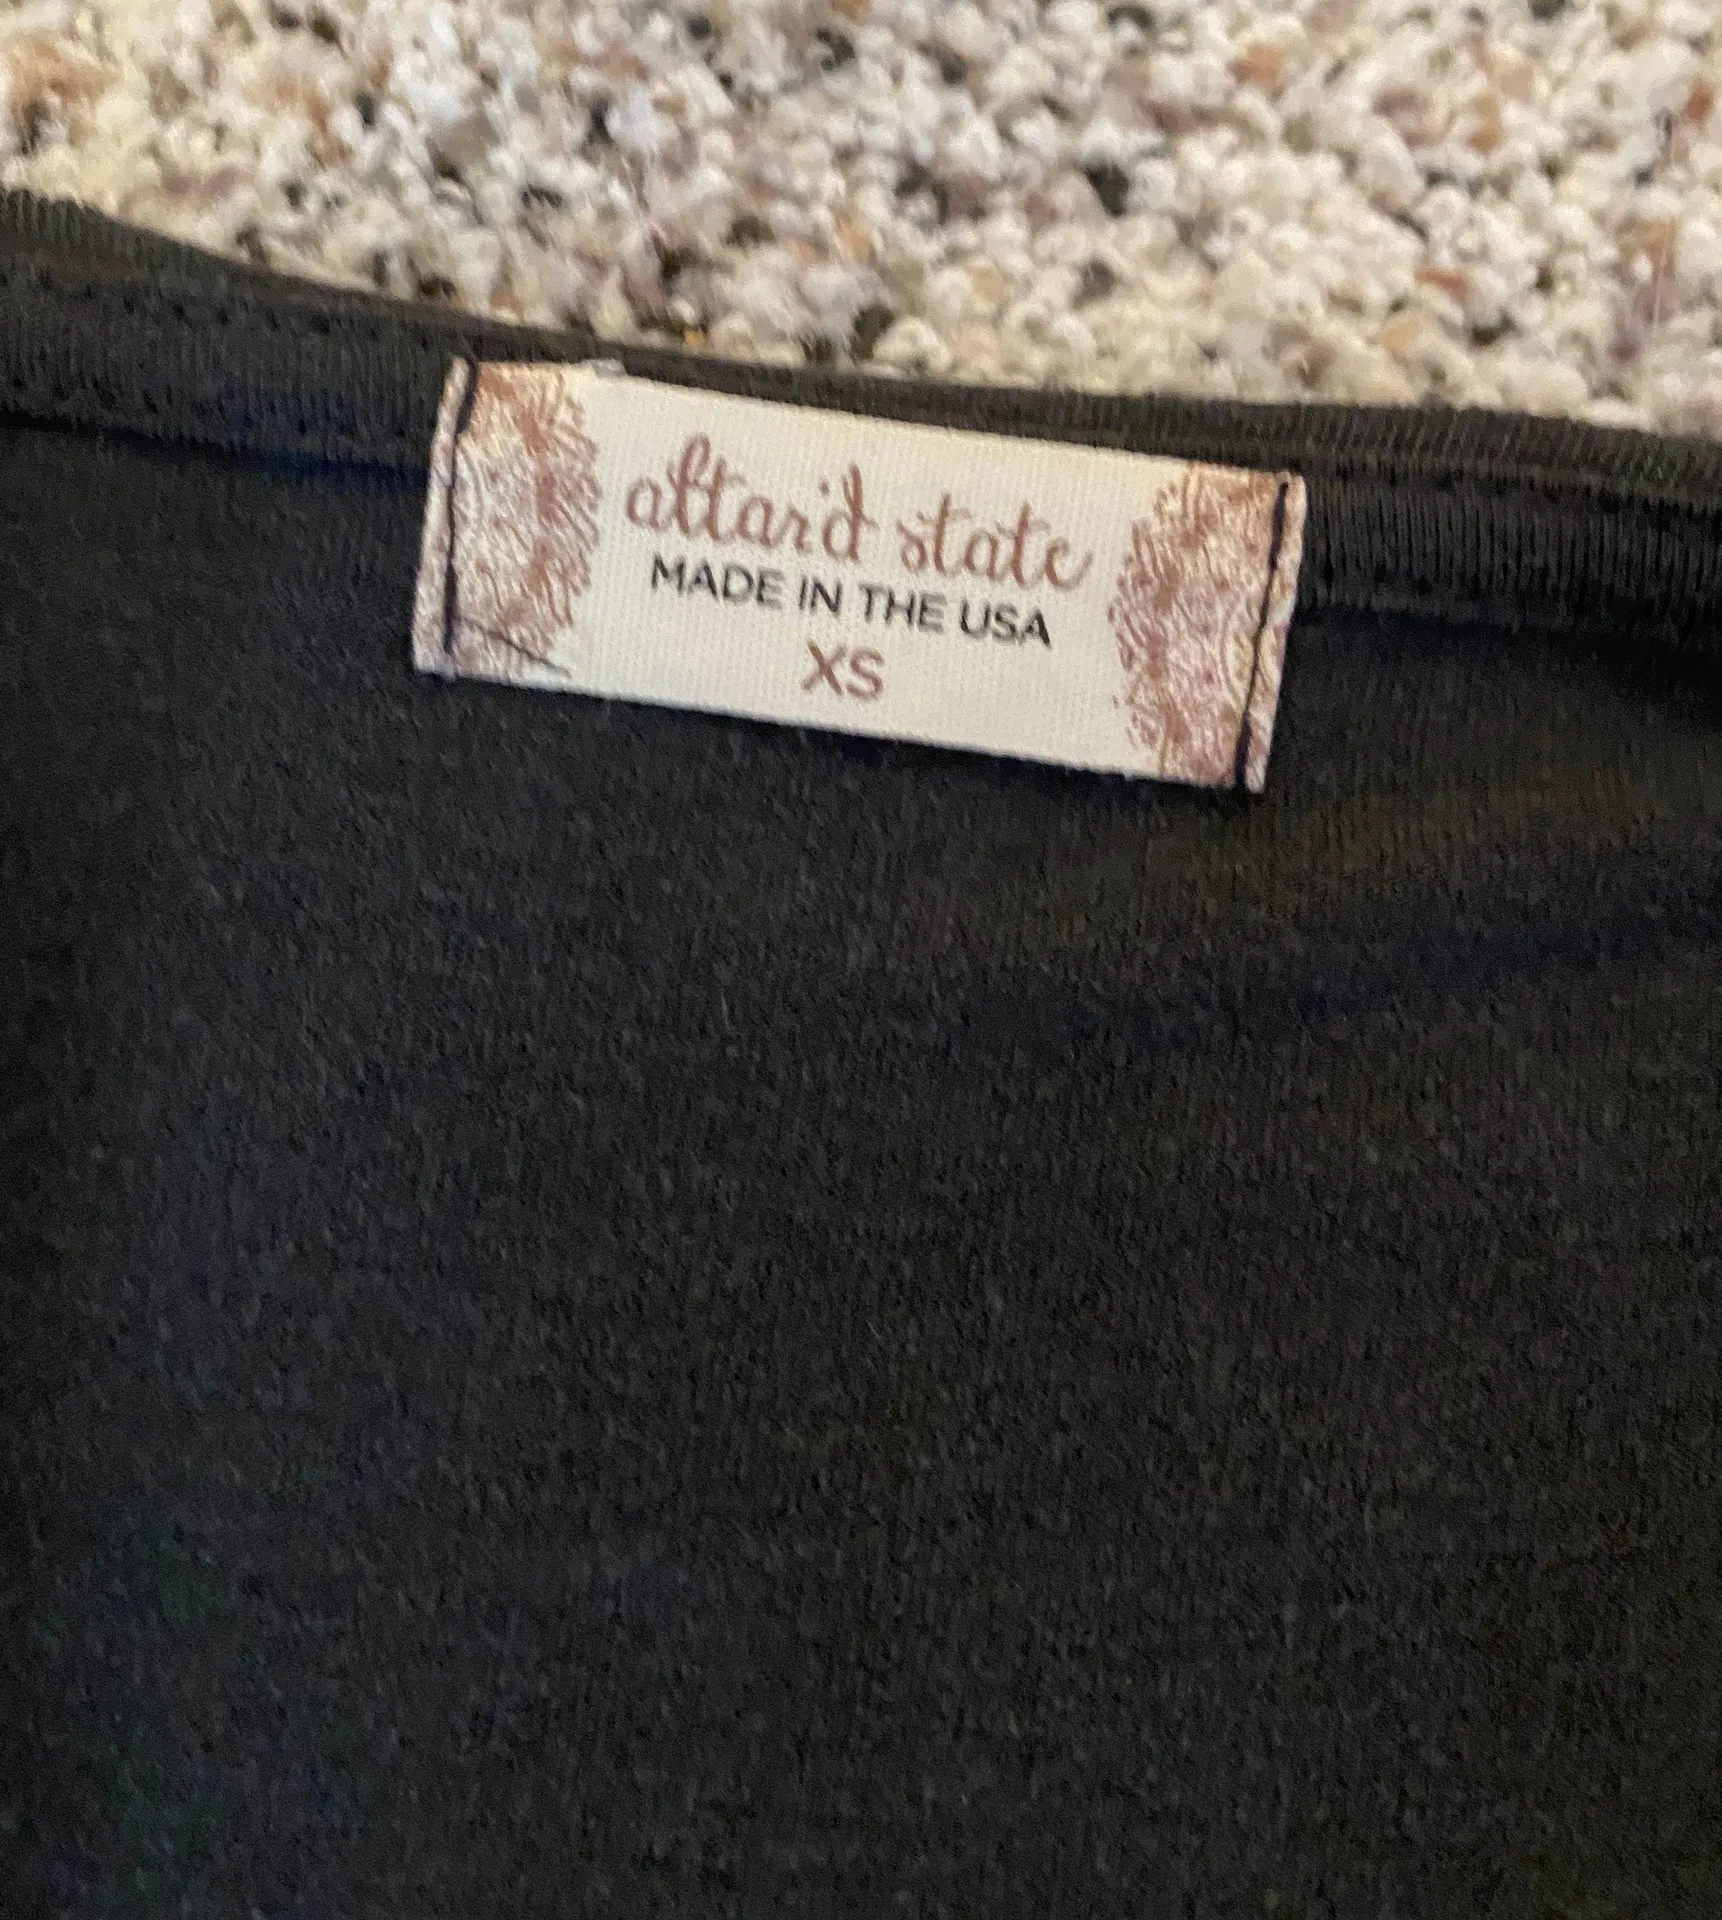 altar'd state
MADE IN THE USA
XS